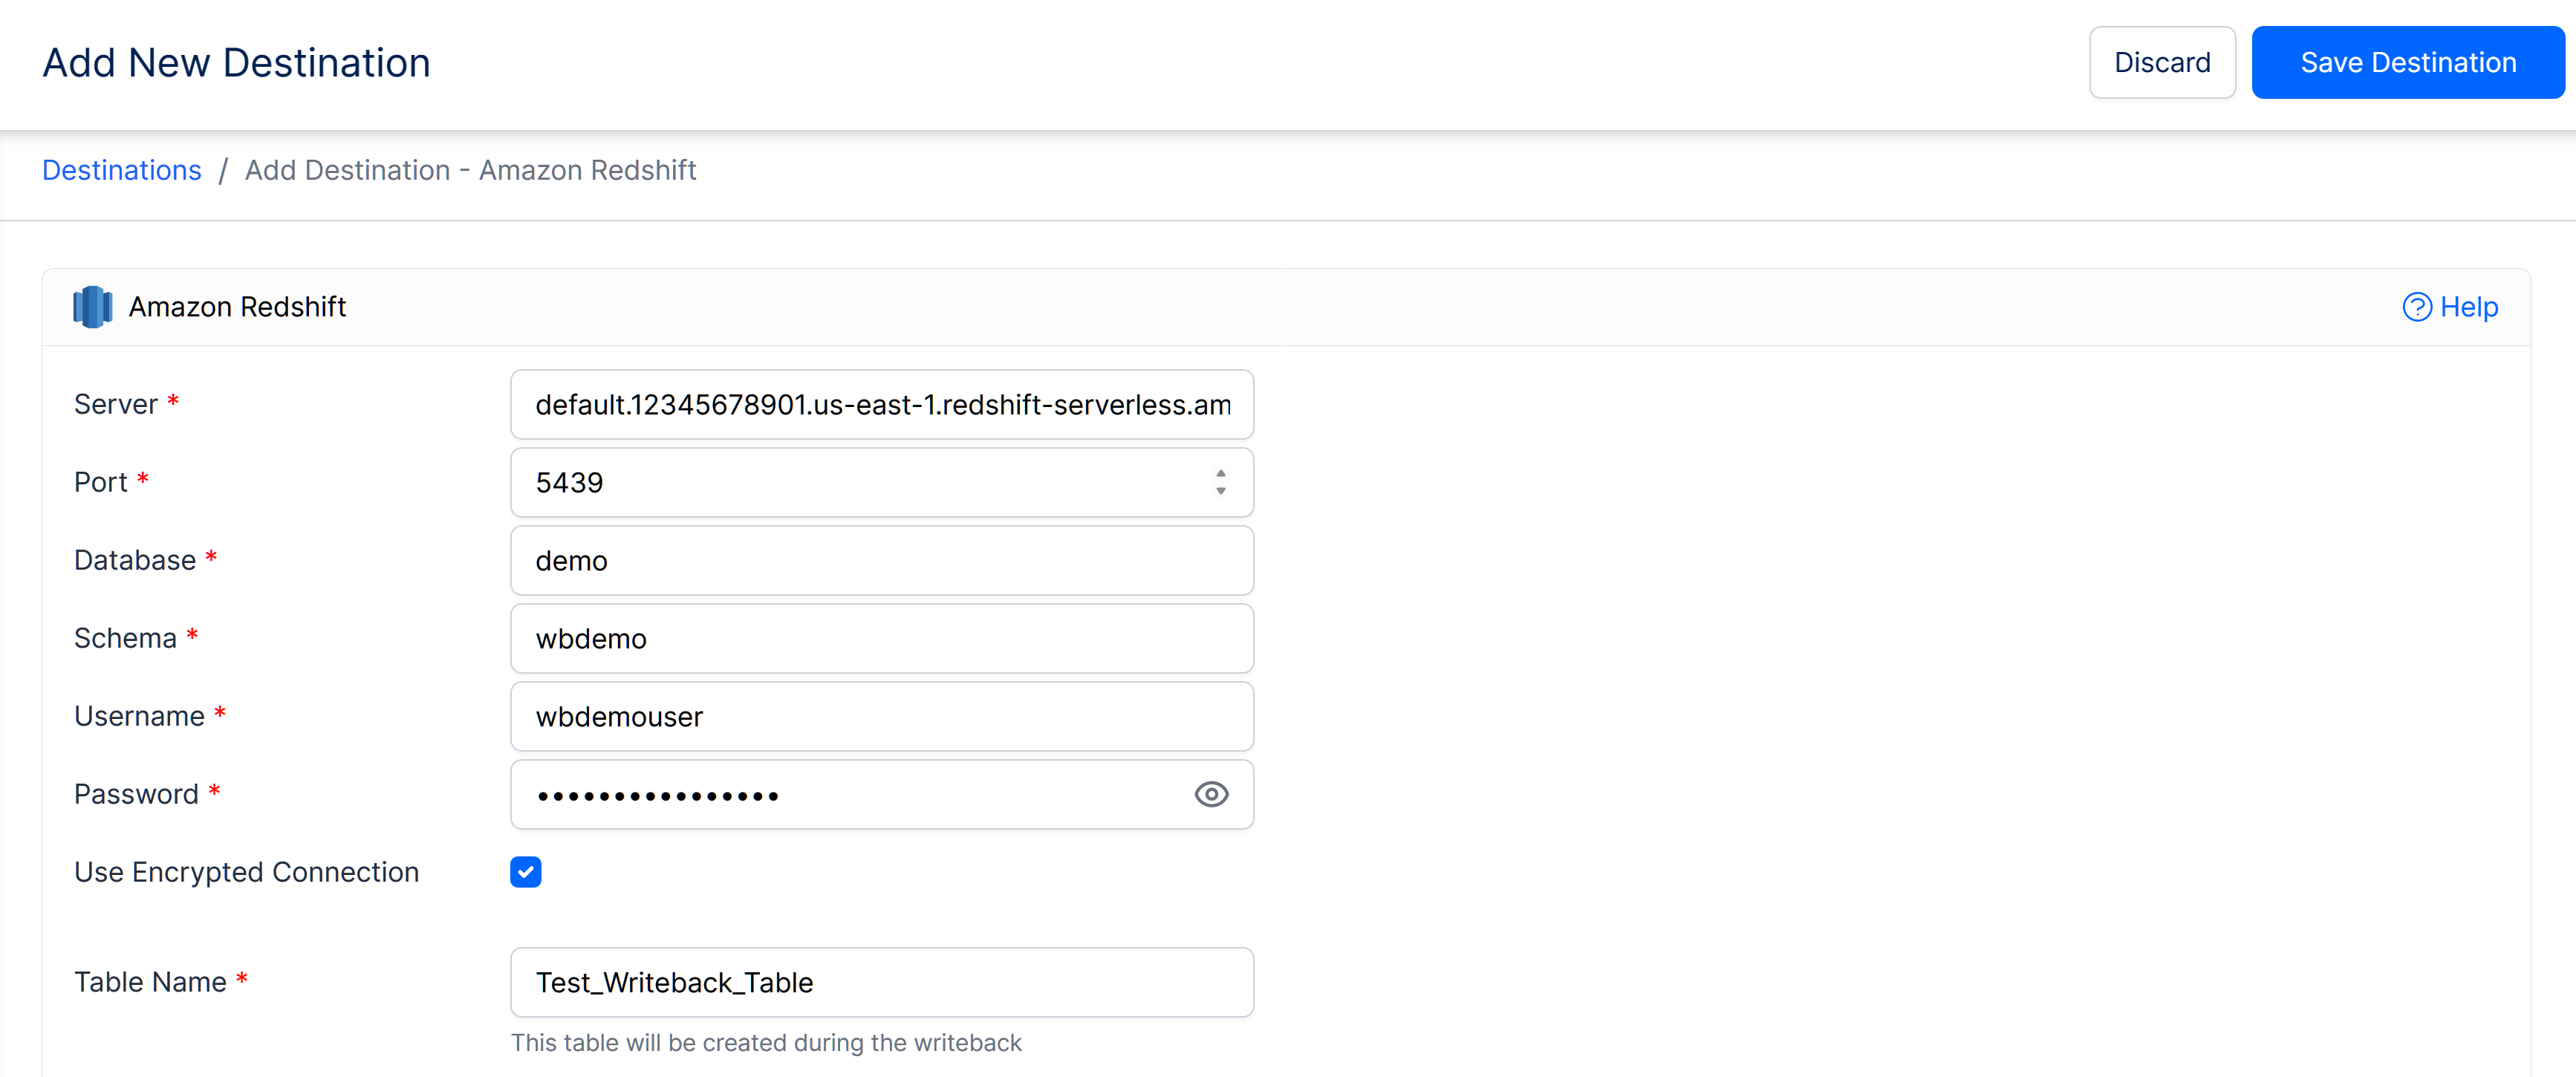 Add New Destination
Discard
Save Destination
Destinations / Add Destination - Amazon Redshift
Amazon Redshift
Help
Server *
default.12345678901.us-east-1.redshift-serverless.am
Port *
5439
Database *
demo
Schema *
wbdemo
Username *
wbdemouser
Password *
••••••••••••••••
Use Encrypted Connection
Table Name *
Test_Writeback_Table
This table will be created during the writeback